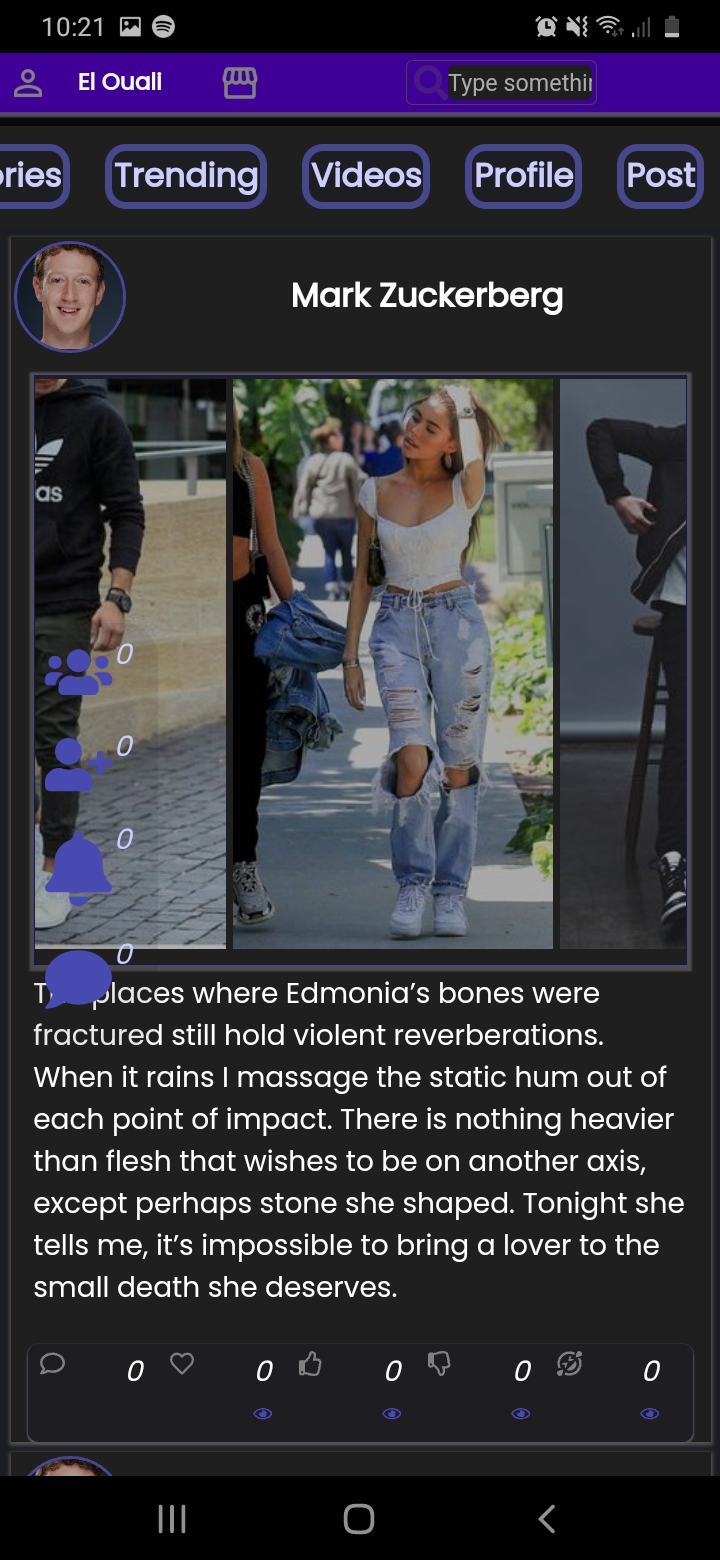 10:21
El Ouali
Type somethin
ories
Trending
Videos
Profile
Post
Mark Zuckerberg
as
0
0
0
0
places where Edmonia’s bones were
fractured still hold violent reverberations.
When it rains I massage the static hum out of
each point of impact. There is nothing heavier
than flesh that wishes to be on another axis,
except perhaps stone she shaped. Tonight she
tells me, it’s impossible to bring a lover to the
small death she deserves.
0 0 0 0 0